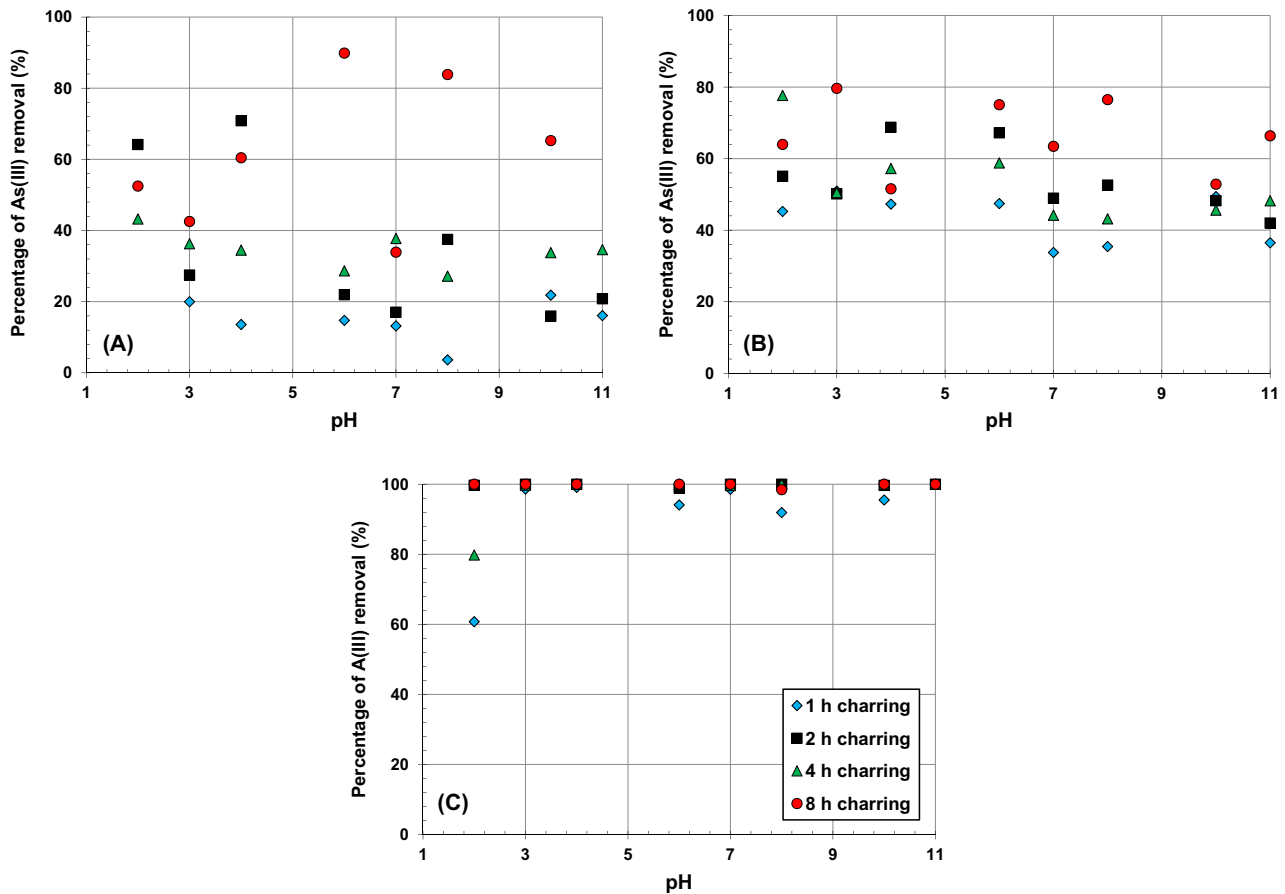 100
80
60
40
20
0
Percentage of As(III) removal (%)
(A)
1 3 5 7 9 11
pH
100
80
60
40
20
0
Percentage of As(III) removal (%)
(B)
1 3 5 7 9 11
pH
100
80
60
40
20
0
Percentage of A(III) removal (%)
(C)
1 h charring
2 h charring
4 h charring
8 h charring
1 3 5 7 9 11
pH